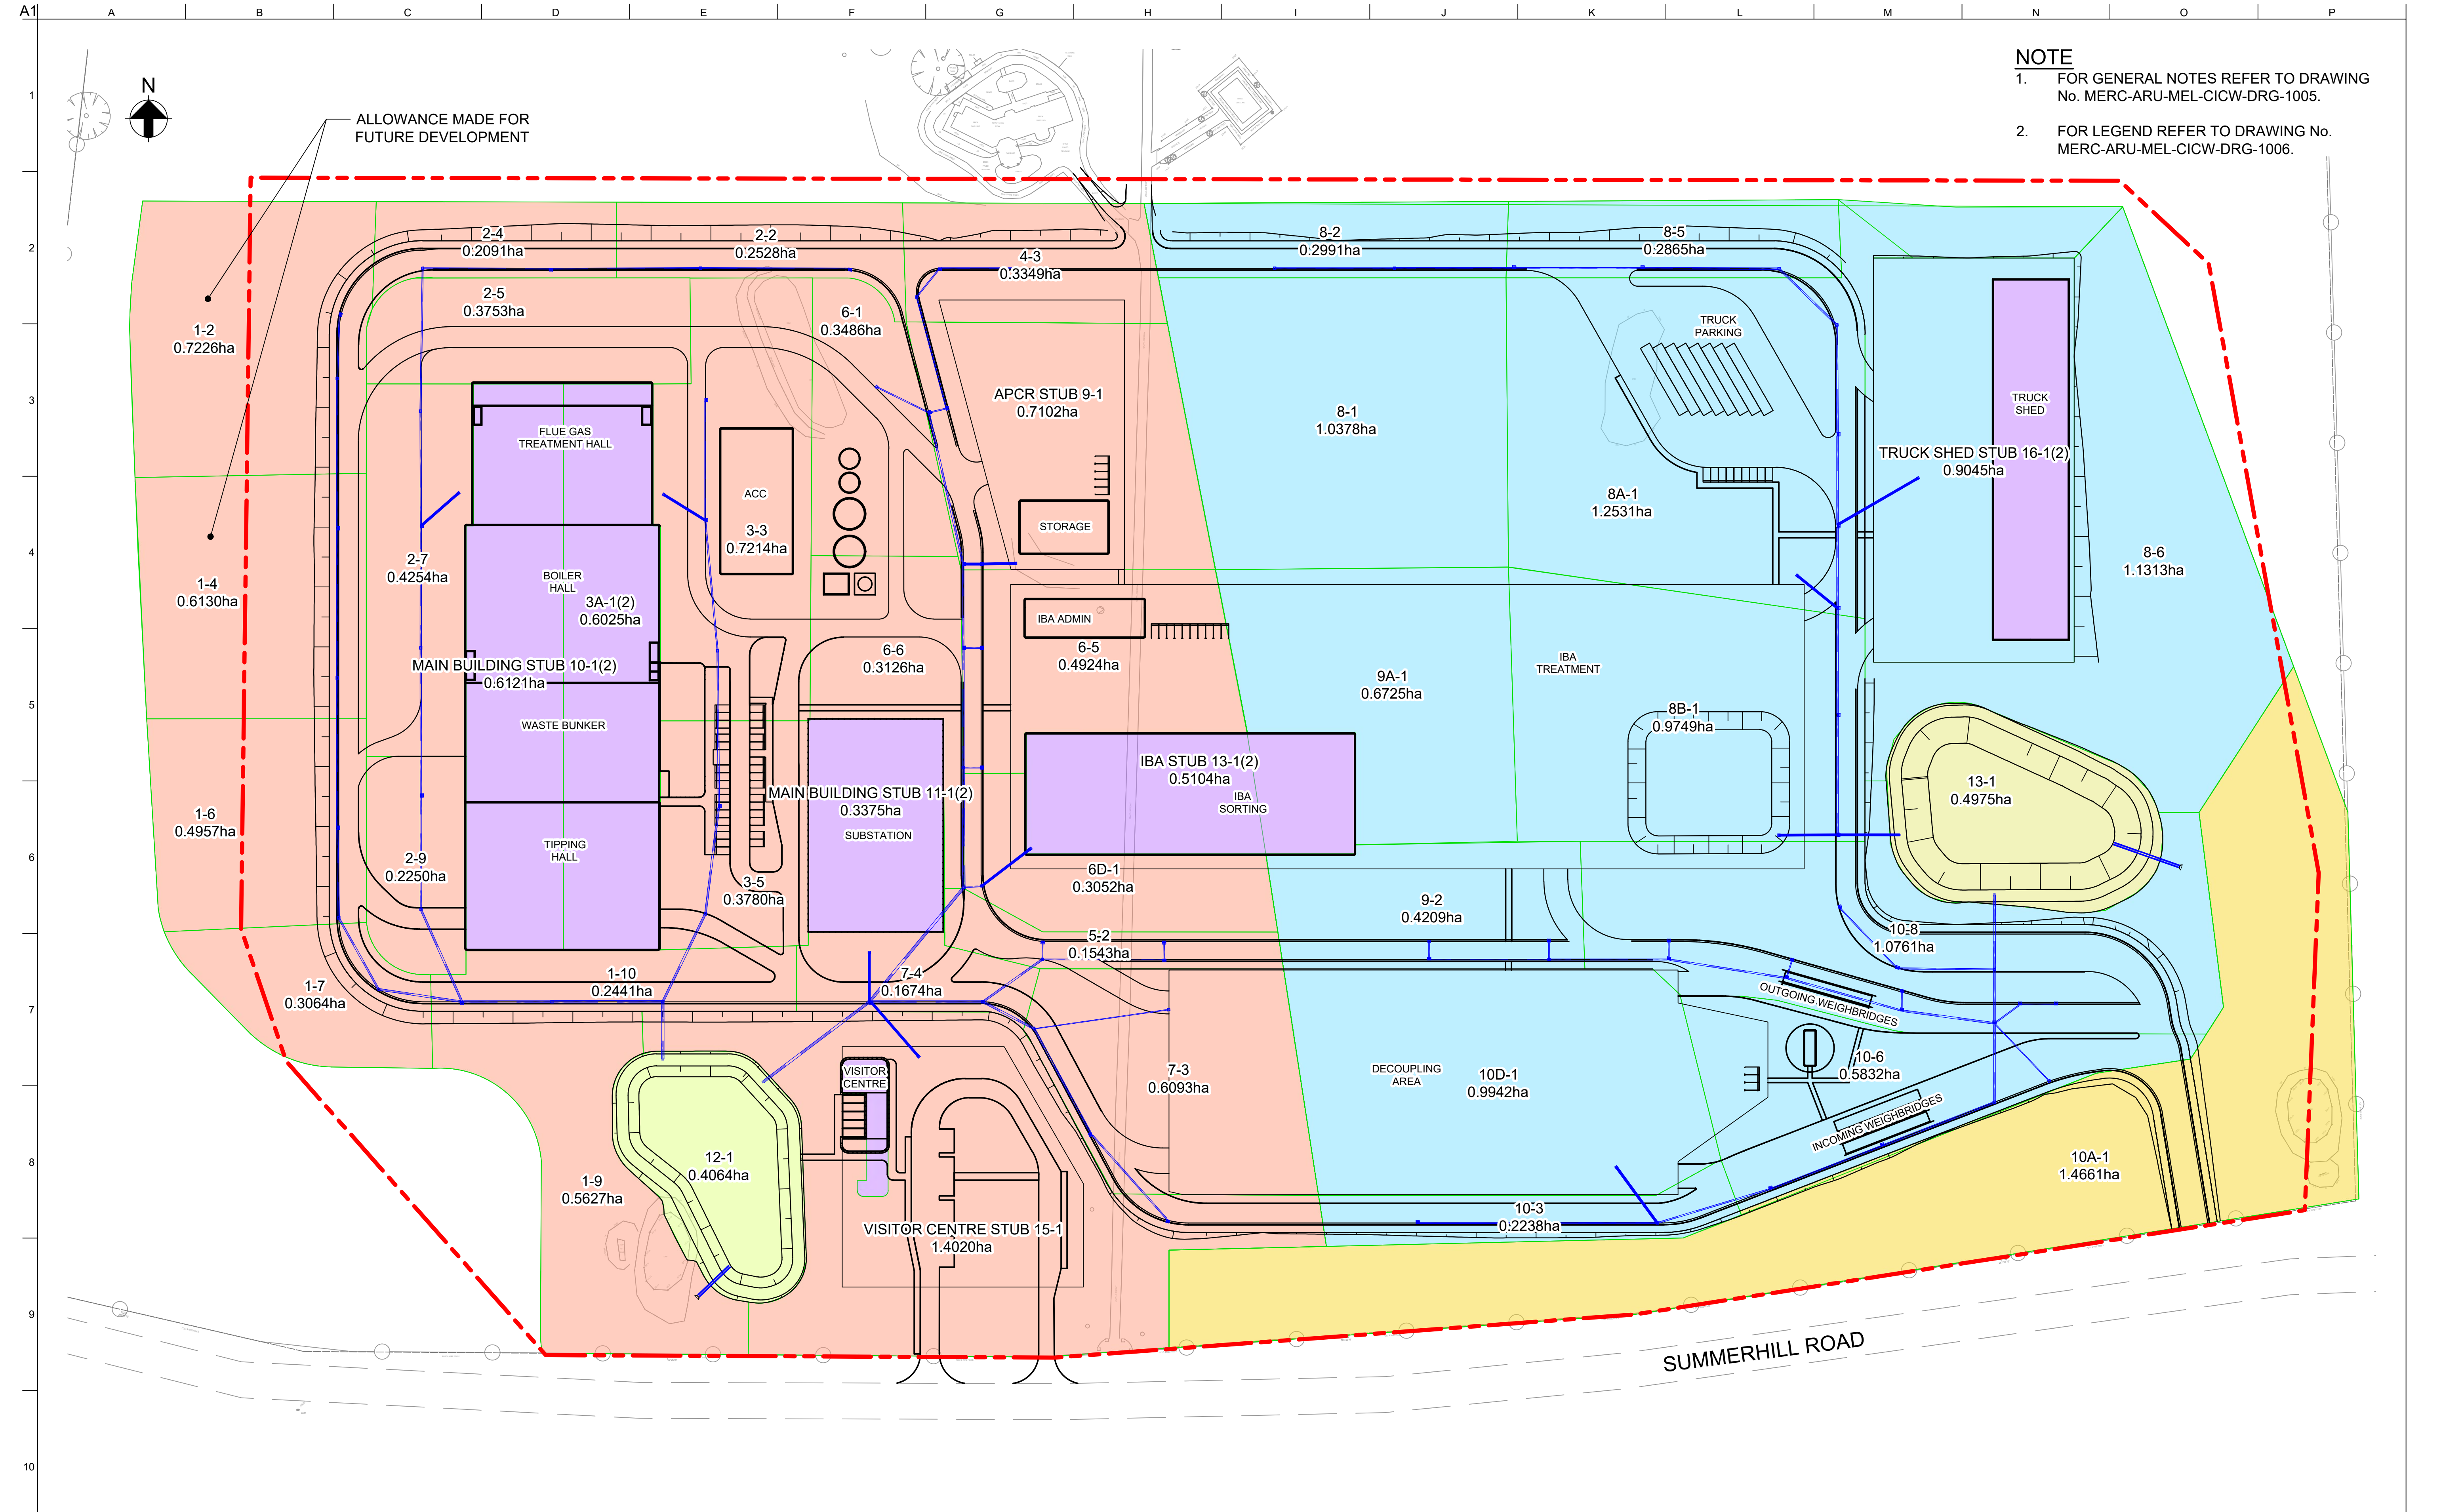 A1
A B C D E F G H I J K L M N O P
1
2
3
4
5
6
7
8
9
10
N
ALLOWANCE MADE FOR
FUTURE DEVELOPMENT
NOTE
1. FOR GENERAL NOTES REFER TO DRAWING
No. MERC-ARU-MEL-CICW-DRG-1005.
2. FOR LEGEND REFER TO DRAWING No.
MERC-ARU-MEL-CICW-DRG-1006.
2-4
0.2091ha
2-2
0.2528ha
4-3
0.3349ha
8-2
0.2991ha
8-5
0.2865ha
2-5
0.3753ha
6-1
0.3486ha
1-2
0.7226ha
TRUCK
PARKING
APCR STUB 9-1
0.7102ha
8-1
1.0378ha
TRUCK
SHED
FLUE GAS
TREATMENT HALL
TRUCK SHED STUB 16-1(2)
0.9045ha
ACC
3-3
0.7214ha
STORAGE
8A-1
1.2531ha
2-7
0.4254ha
BOILER
HALL
3A-1(2)
0.6025ha
8-6
1.1313ha
1-4
0.6130ha
IBA ADMIN
6-6
0.3126ha
6-5
0.4924ha
MAIN BUILDING STUB 10-1(2)
0.6121ha
IBA
TREATMENT
9A-1
0.6725ha
WASTE BUNKER
8B-1
0.9749ha
IBA STUB 13-1(2)
0.5104ha
IBA
SORTING
MAIN BUILDING STUB 11-1(2)
0.3375ha
SUBSTATION
13-1
0.4975ha
1-6
0.4957ha
TIPPING
HALL
2-9
0.2250ha
3-5
0.3780ha
6D-1
0.3052ha
9-2
0.4209ha
5-2
0.1543ha
10-8
1.0761ha
1-7
0.3064ha
1-10
0.2441ha
7-4
0.1674ha
OUTGOING WEIGHBRIDGES
VISITOR
CENTRE
7-3
0.6093ha
DECOUPLING
AREA
10D-1
0.9942ha
10-6
0.5832ha
INCOMING WEIGHBRIDGES
12-1
0.4064ha
1-9
0.5627ha
10A-1
1.4661ha
VISITOR CENTRE STUB 15-1
1.4020ha
10-3
0.2238ha
SUMMERHILL ROAD